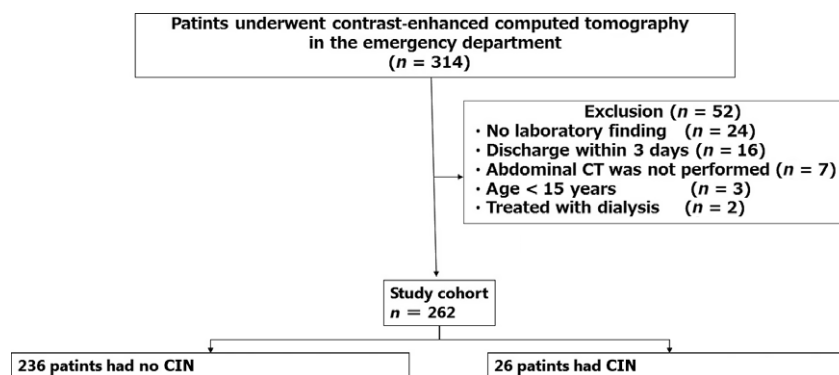 Patints underwent contrast-enhanced computed tomography
in the emergency department
(n = 314)
Exclusion (n = 52)
・No laboratory finding (n = 24)
・Discharge within 3 days (n = 16)
・Abdominal CT was not performed (n = 7)
・Age < 15 years (n = 3)
・Treated with dialysis (n = 2)
Study cohort
n ＝ 262
236 patints had no CIN
26 patints had CIN